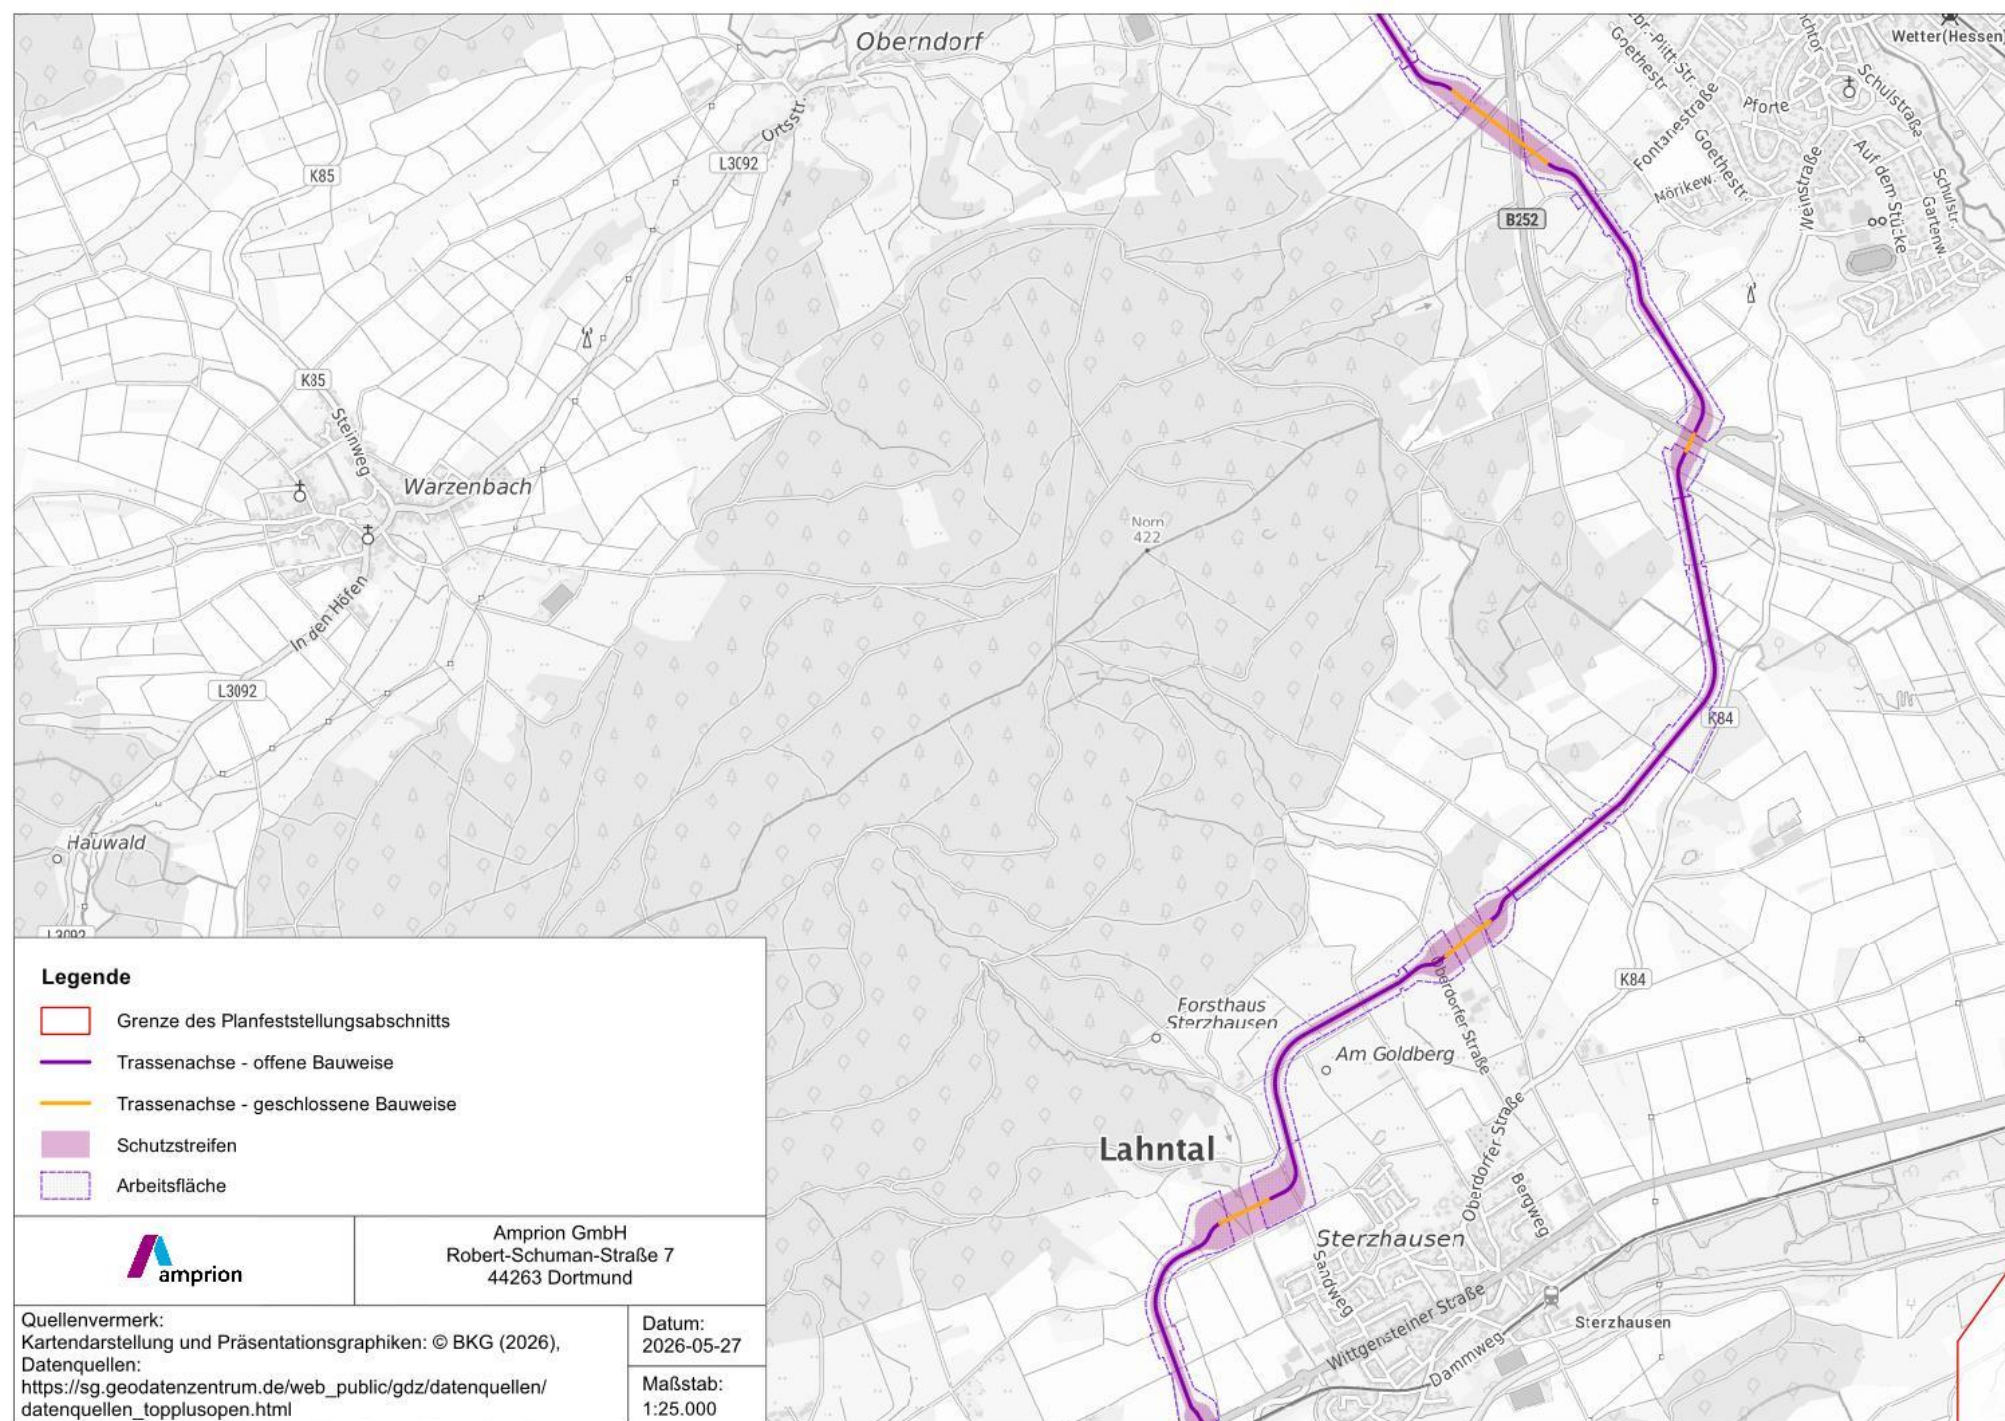 Oberndorf
Wetter(Hessen)
Goethestr.
Schulstraße
Pforte
Fontanestraße
Goethestr.
Ortsstr.
K85
L3092
Mörikew.
Weinstraße
Auf dem Stücke
Schulstr.
Gartenw.
B252
K85
Steinweg
Warzenbach
Norn
422
In den Höfen
L3092
K84
Hauwald
L3092
K84
Forsthaus
Sterzhausen
Oberdorfer Straße
Am Goldberg
Oberdorfer Straße
Lahntal
Bergweg
Sterzhausen
Sandweg
Wittgensteiner Straße
Sterzhausen
Dammweg
Legende
Grenze des Planfeststellungsabschnitts
Trassenachse - offene Bauweise
Trassenachse - geschlossene Bauweise
Schutzstreifen
Arbeitsfläche
amprion
Amprion GmbH
Robert-Schuman-Straße 7
44263 Dortmund
Quellenvermerk:
Kartendarstellung und Präsentationsgraphiken: © BKG (2026),
Datenquellen:
https://sg.geodatenzentrum.de/web_public/gdz/datenquellen/
datenquellen_topplusopen.html
Datum:
2026-05-27
Maßstab:
1:25.000